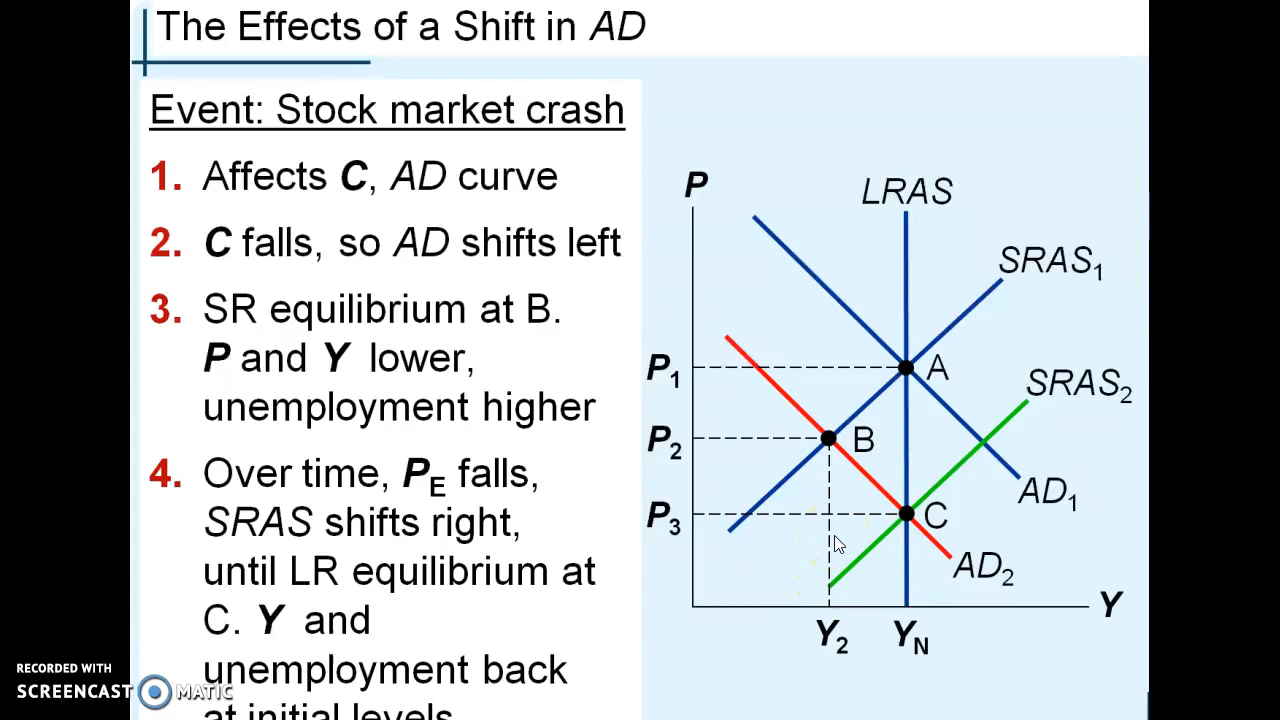 The Effects of a Shift in AD
Event: Stock market crash
1. Affects C, AD curve
2. C falls, so AD shifts left
3. SR equilibrium at B.
P and Y lower,
unemployment higher
4. Over time, PE falls,
SRAS shifts right,
until LR equilibrium at
C. Y and
unemployment back
at initial levels.
P
LRAS
SRAS1
P1
A
SRAS2
P2
B
AD1
P3
C
AD2
Y
Y2
YN
RECORDED WITH
SCREENCAST MATIC